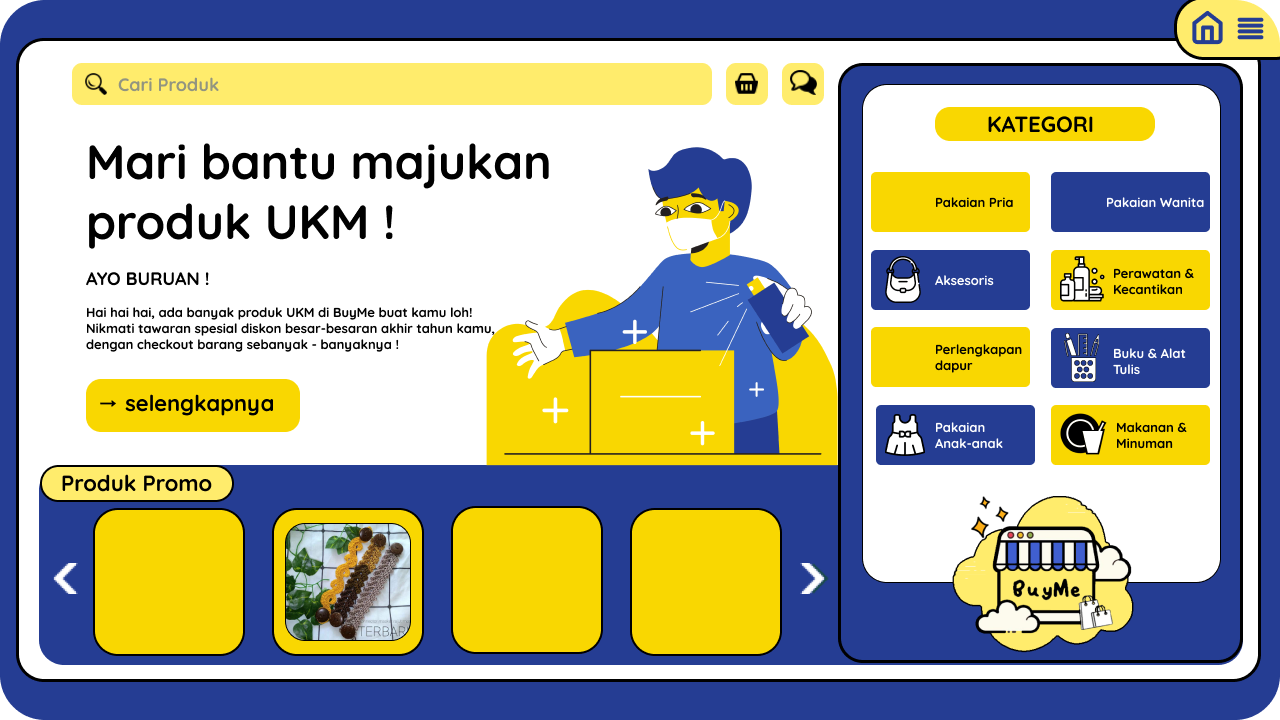 Cari Produk
Mari bantu majukan
produk UKM !
AYO BURUAN !
Hai hai hai, ada banyak produk UKM di BuyMe buat kamu loh!
Nikmati tawaran spesial diskon besar-besaran akhir tahun kamu,
dengan checkout barang sebanyak - banyaknya !
→ selengkapnya
Produk Promo
KATEGORI
Pakaian Pria
Pakaian Wanita
Aksesoris
Perawatan &
Kecantikan
Perlengkapan
dapur
Buku & Alat
Tulis
Pakaian
Anak-anak
Makanan &
Minuman
BuyMe